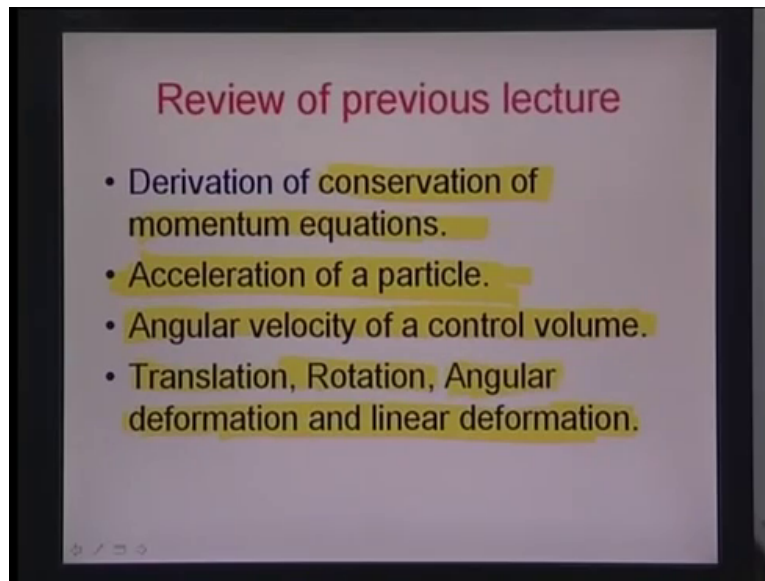 Review of previous lecture
• Derivation of conservation of
momentum equations.
• Acceleration of a particle.
• Angular velocity of a control volume.
• Translation, Rotation, Angular
deformation and linear deformation.